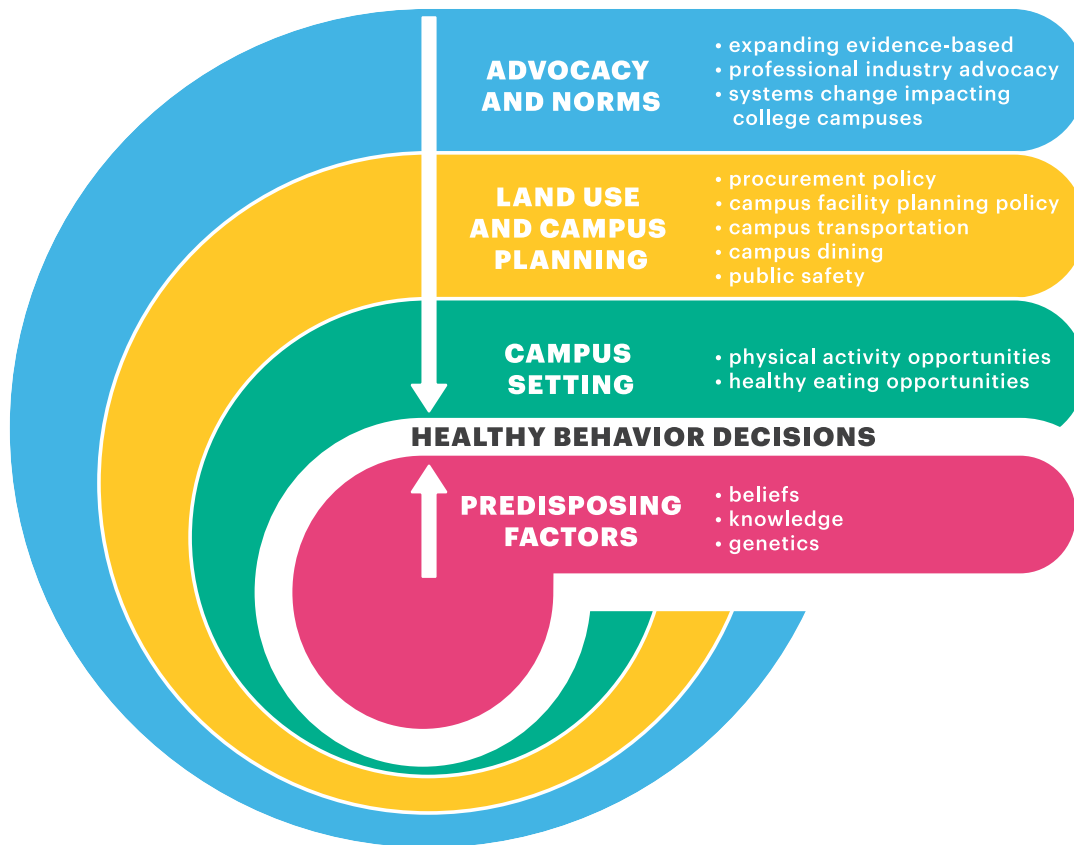 ADVOCACY
AND NORMS
• expanding evidence-based
• professional industry advocacy
• systems change impacting
college campuses
LAND USE
AND CAMPUS
PLANNING
• procurement policy
• campus facility planning policy
• campus transportation
• campus dining
• public safety
CAMPUS
SETTING
• physical activity opportunities
• healthy eating opportunities
HEALTHY BEHAVIOR DECISIONS
PREDISPOSING
FACTORS
• beliefs
• knowledge
• genetics